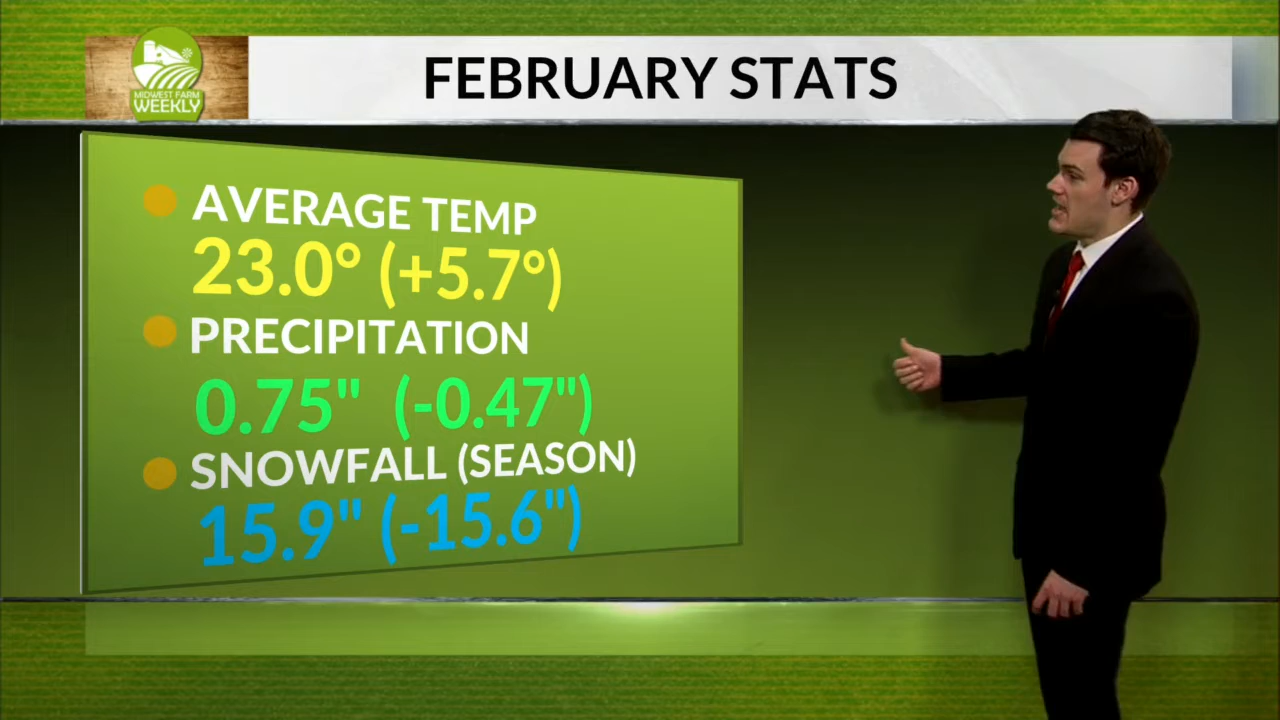 MIDWEST FARM
WEEKLY
FEBRUARY STATS
AVERAGE TEMP
23.0° (+5.7°)
PRECIPITATION
0.75" (-0.47")
SNOWFALL (SEASON)
15.9" (-15.6")